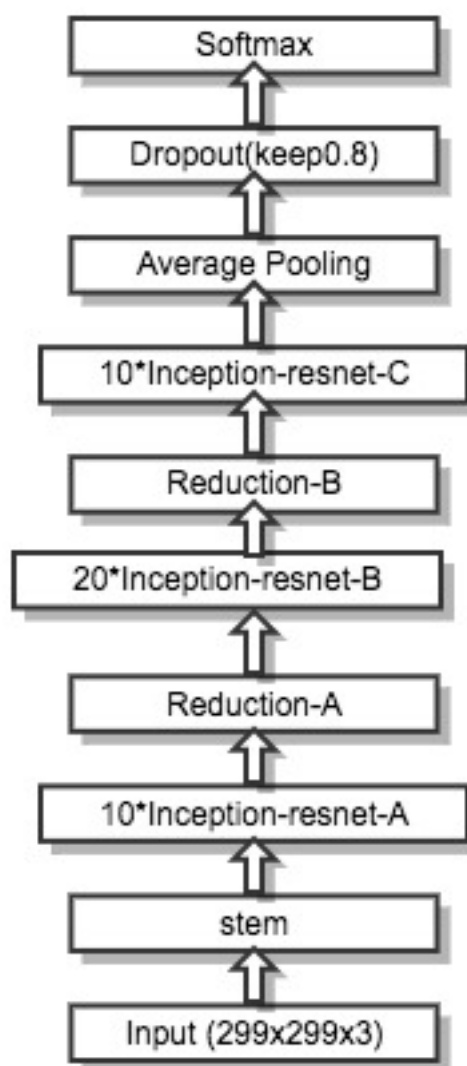 Softmax
Dropout(keep0.8)
Average Pooling
10*Inception-resnet-C
Reduction-B
20*Inception-resnet-B
Reduction-A
10*Inception-resnet-A
stem
Input (299x299x3)